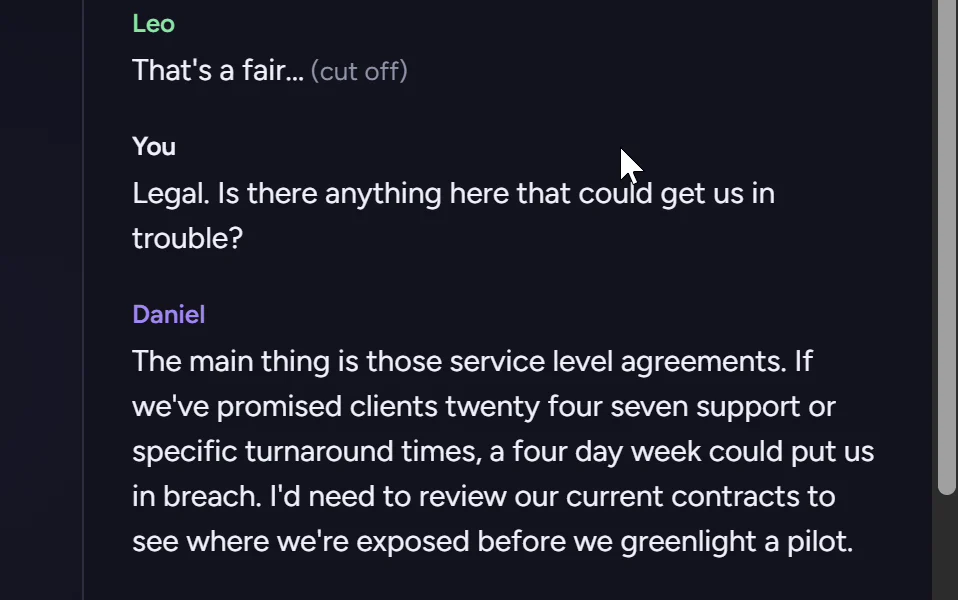 Leo
That's a fair... (cut off)
You
Legal. Is there anything here that could get us in
trouble?
Daniel
The main thing is those service level agreements. If
we've promised clients twenty four seven support or
specific turnaround times, a four day week could put us
in breach. I'd need to review our current contracts to
see where we're exposed before we greenlight a pilot.